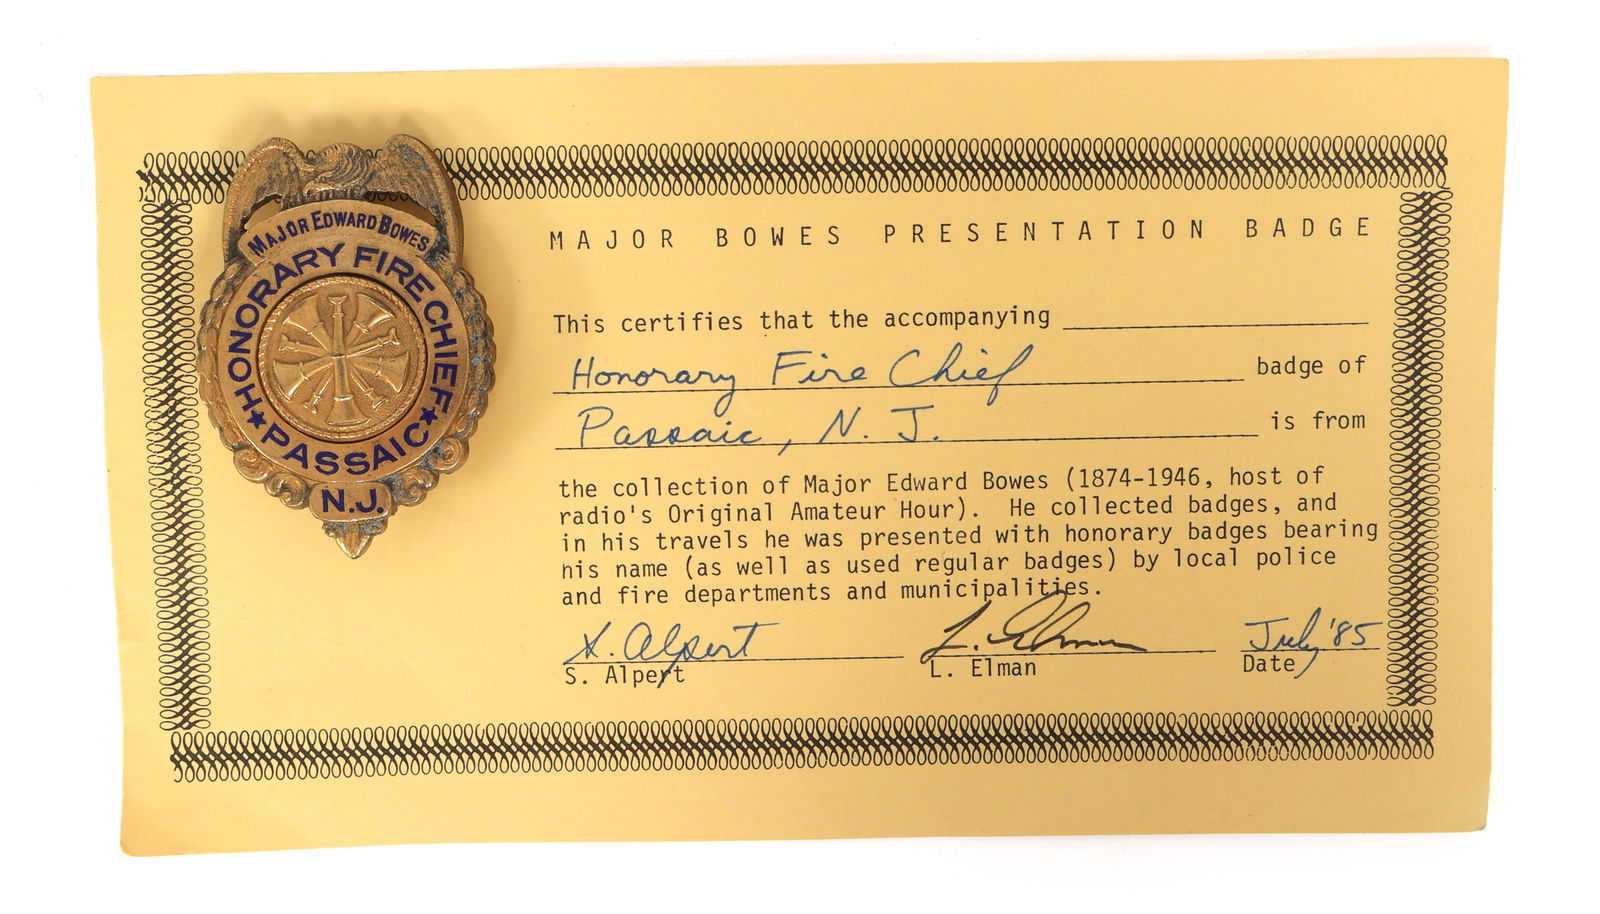 MAJOR EDWARD BOWES
HONORARY FIRE CHIEF
★ PASSAIC ★
N.J.
MAJOR BOWES PRESENTATION BADGE
This certifies that the accompanying
Honorary Fire Chief badge of
Passaic, N. J. is from
the collection of Major Edward Bowes (1874-1946, host of
radio's Original Amateur Hour). He collected badges, and
in his travels he was presented with honorary badges bearing
his name (as well as used regular badges) by local police
and fire departments and municipalities.
S. Alpert L. Elman July '85
S. Alpert L. Elman Date